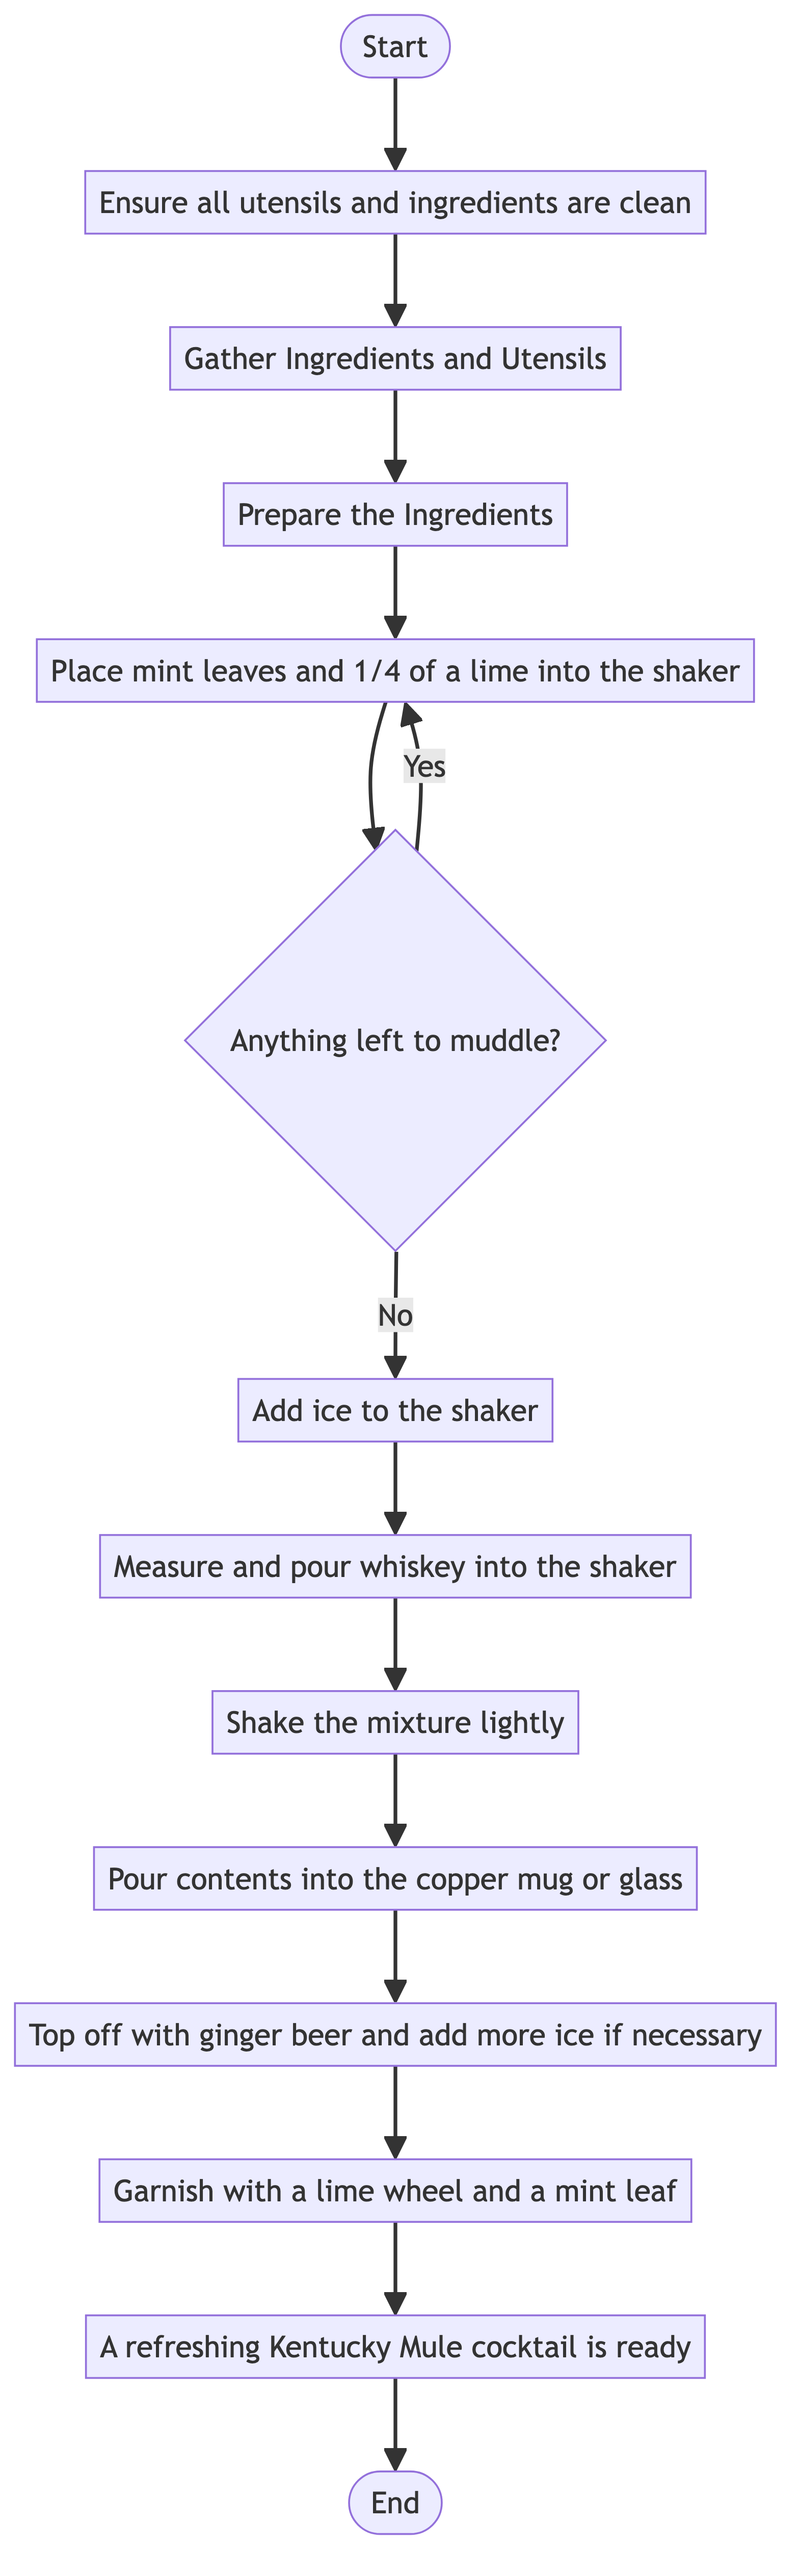 Start
Ensure all utensils and ingredients are clean
Gather Ingredients and Utensils
Prepare the Ingredients
Place mint leaves and 1/4 of a lime into the shaker
Yes
Anything left to muddle?
No
Add ice to the shaker
Measure and pour whiskey into the shaker
Shake the mixture lightly
Pour contents into the copper mug or glass
Top off with ginger beer and add more ice if necessary
Garnish with a lime wheel and a mint leaf
A refreshing Kentucky Mule cocktail is ready
End